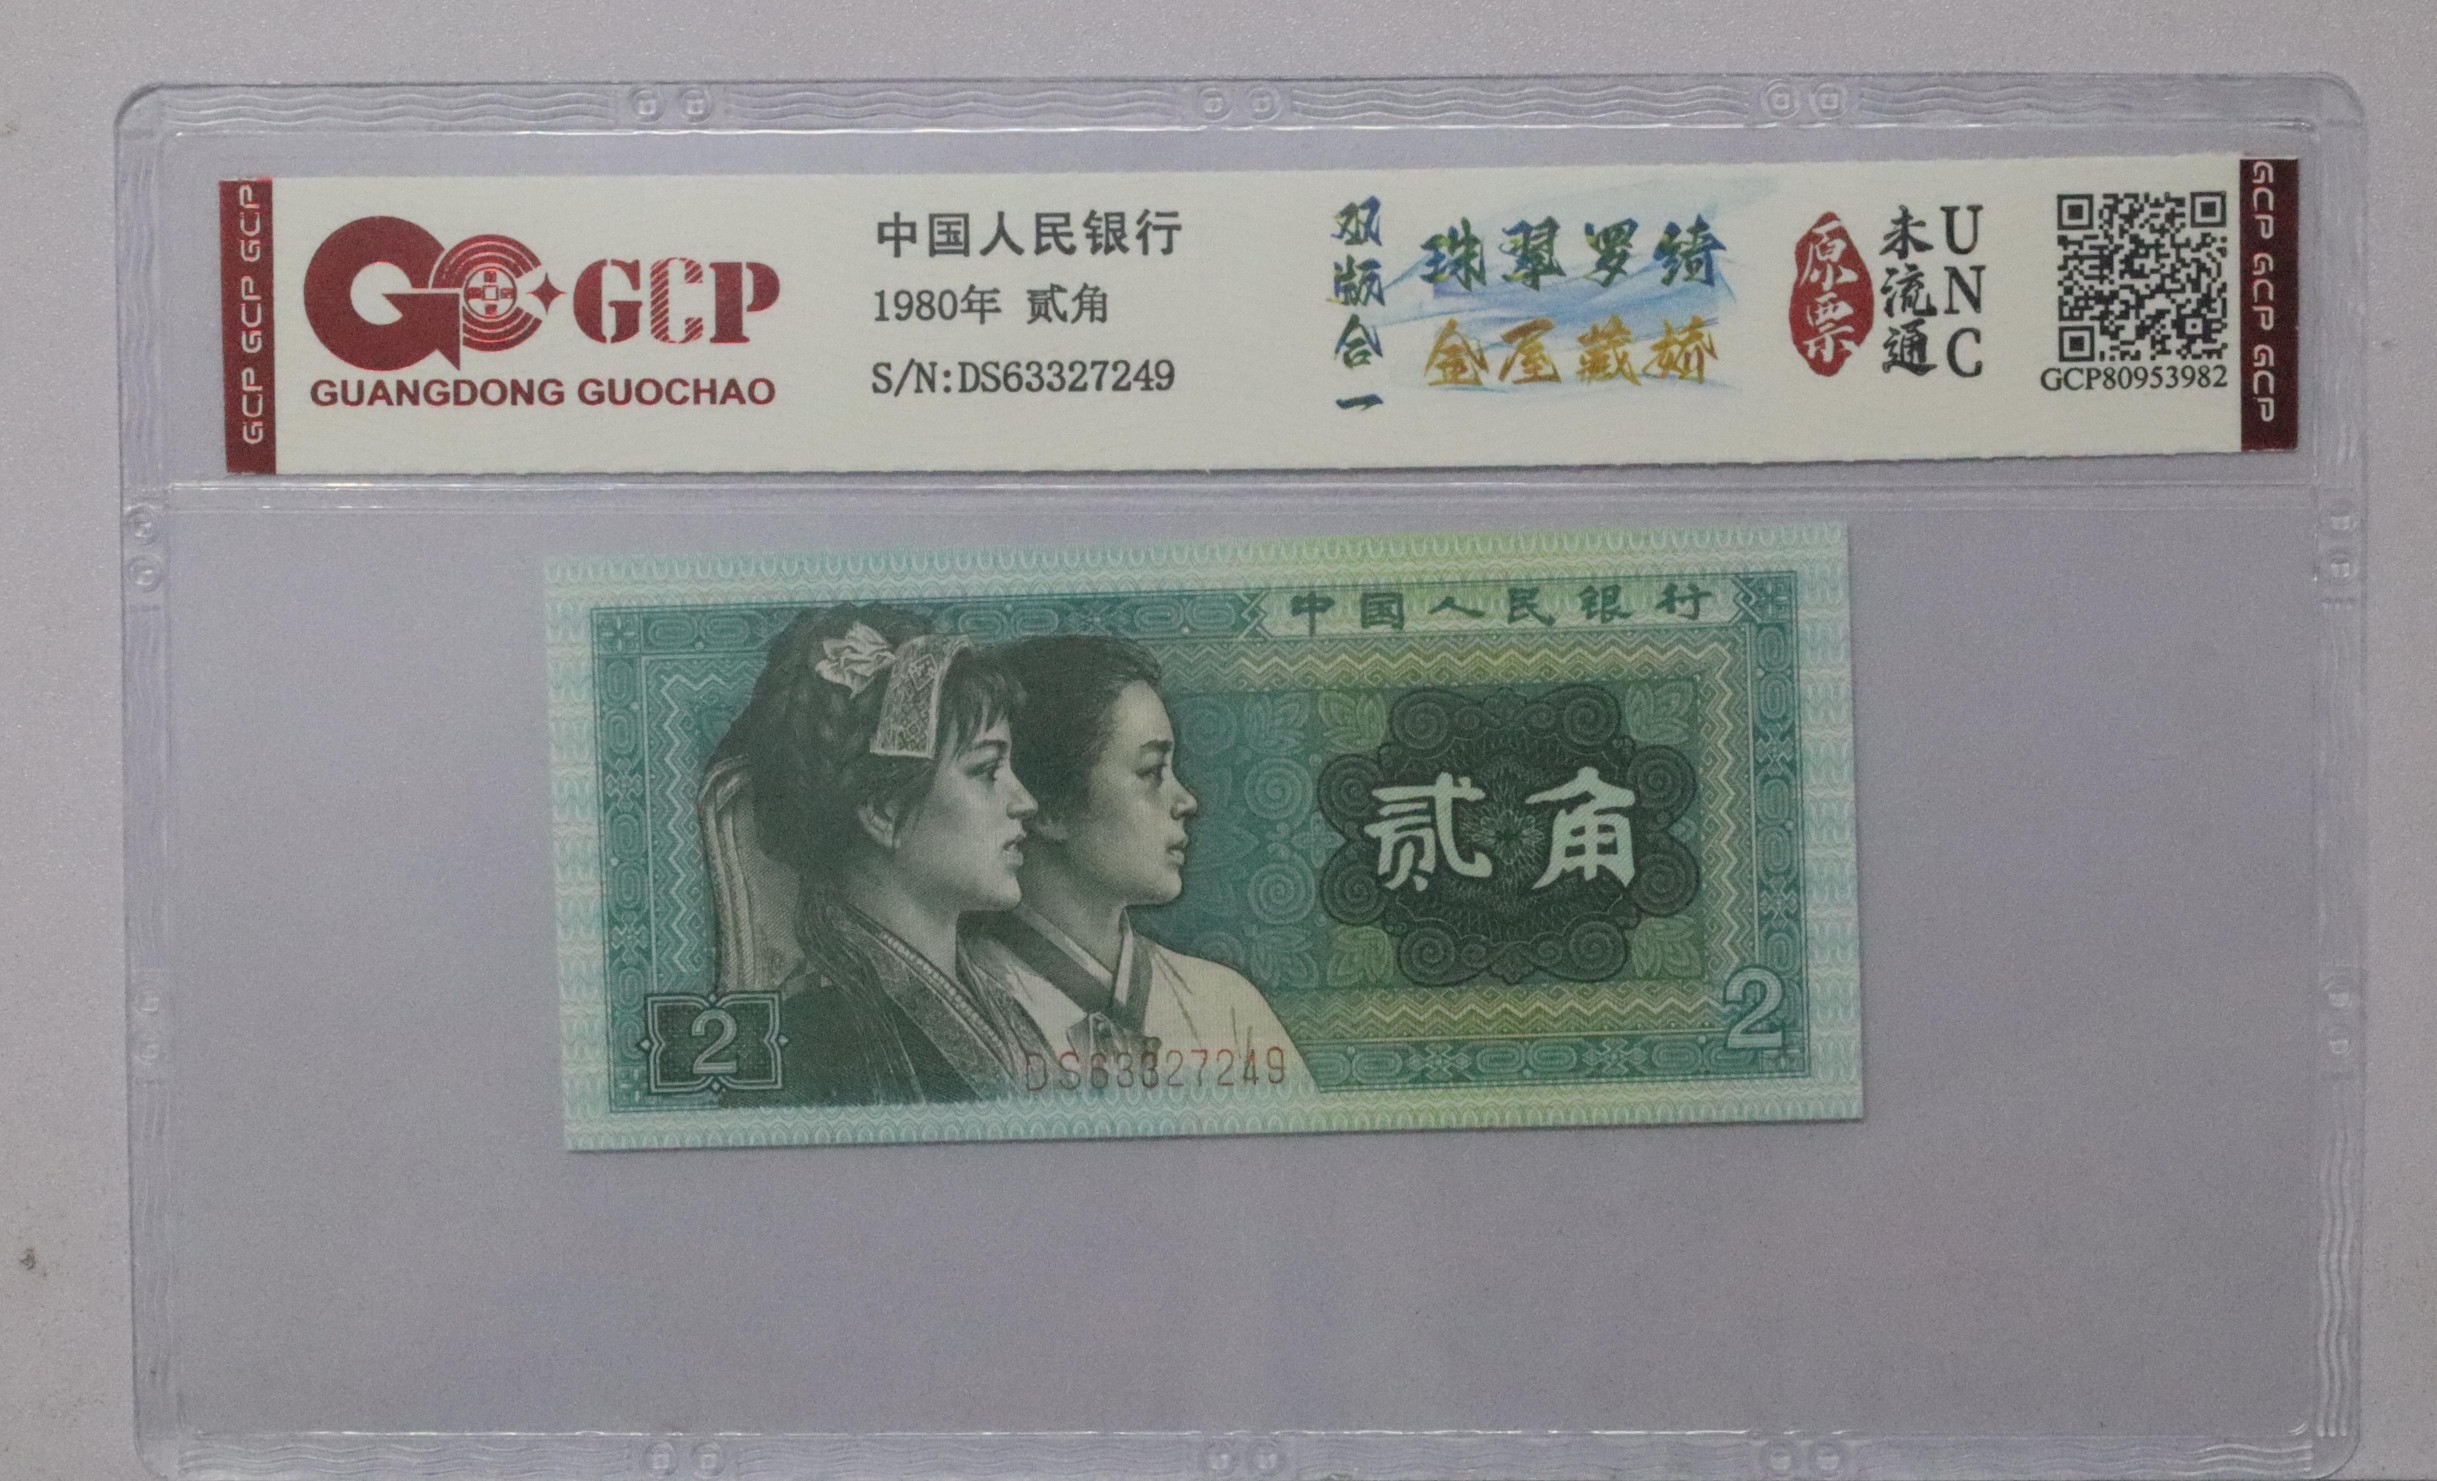 GCP GCP GCP
GCP
GUANGDONG GUOCHAO
中国人民银行
1980年 贰角
S/N:DS63327249
双版合一
珠翠罗绮
金屋藏娇
原票
未流通
UNC
GCP80953982
GCP GCP GCP
中国人民银行
贰角
2
2
DS63327249